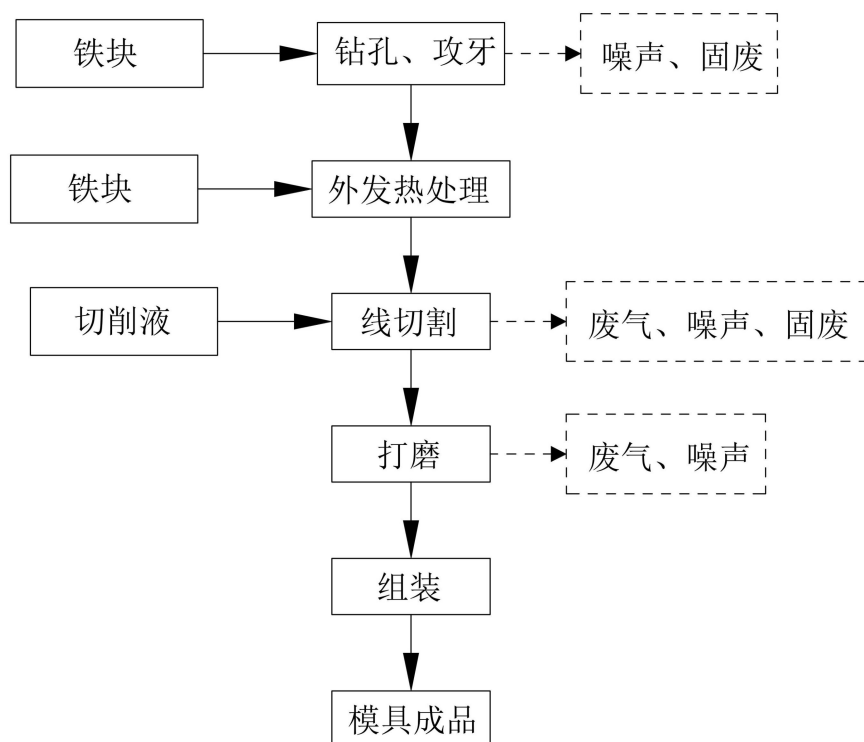 铁块
钻孔、攻牙
噪声、固废
铁块
外发热处理
切削液
线切割
废气、噪声、固废
打磨
废气、噪声
组装
模具成品